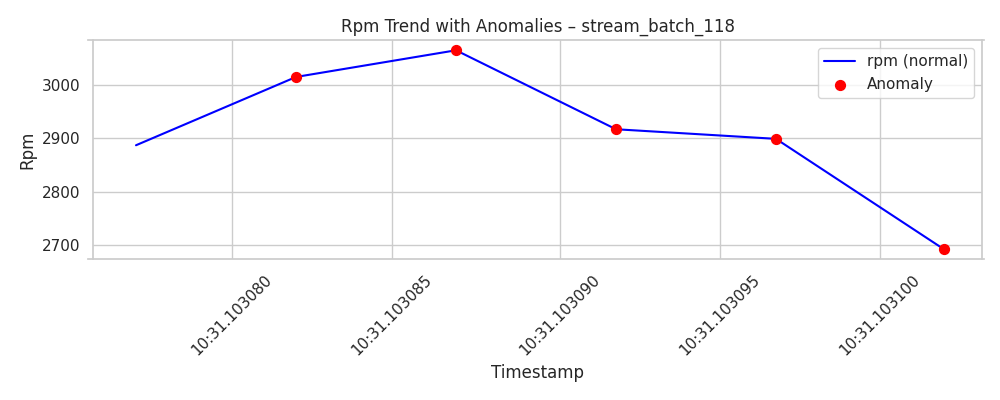 Rpm Trend with Anomalies – stream_batch_118
rpm (normal)
Anomaly
Rpm
3000
2900
2800
2700
10:31.103080
10:31.103085
10:31.103090
10:31.103095
10:31.103100
Timestamp